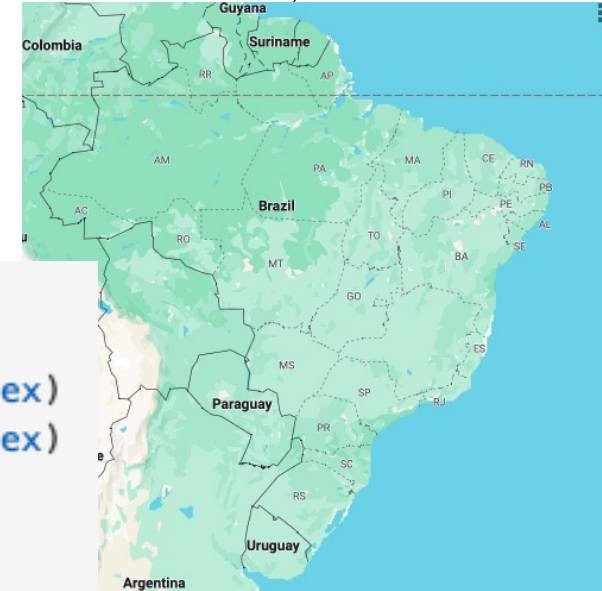 Guyana
Colombia
Suriname
RR
AP
AM
PA
MA
CE
RN
PB
PI
PE
AL
SE
Brazil
AC
RO
TO
BA
MT
GO
ES
MS
SP
RJ
Paraguay
ex)
PR
ex)
SC
RS
Uruguay
Argentina